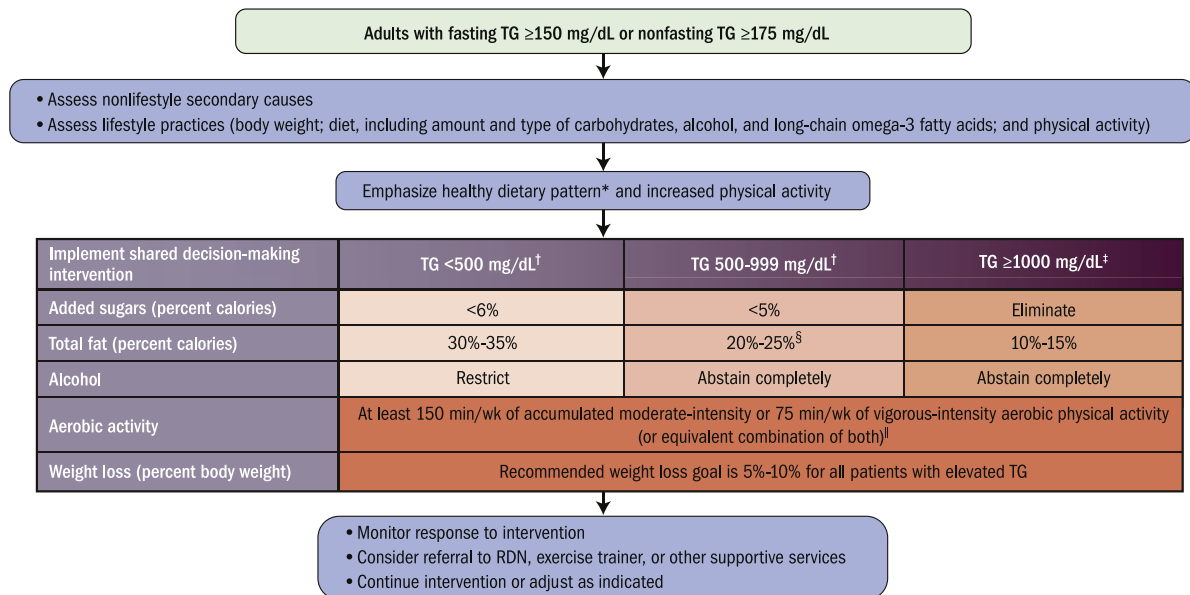 Adults with fasting TG ≥150 mg/dL or nonfasting TG ≥175 mg/dL
• Assess nonlifestyle secondary causes
• Assess lifestyle practices (body weight; diet, including amount and type of carbohydrates, alcohol, and long-chain omega-3 fatty acids; and physical activity)
Emphasize healthy dietary pattern* and increased physical activity
Implement shared decision-making
intervention
TG <500 mg/dL†
TG 500-999 mg/dL†
TG ≥1000 mg/dL‡
Added sugars (percent calories)
<6%
<5%
Eliminate
Total fat (percent calories)
30%-35%
20%-25%§
10%-15%
Alcohol
Restrict
Abstain completely
Abstain completely
Aerobic activity
At least 150 min/wk of accumulated moderate-intensity or 75 min/wk of vigorous-intensity aerobic physical activity
(or equivalent combination of both)‖
Weight loss (percent body weight)
Recommended weight loss goal is 5%-10% for all patients with elevated TG
• Monitor response to intervention
• Consider referral to RDN, exercise trainer, or other supportive services
• Continue intervention or adjust as indicated